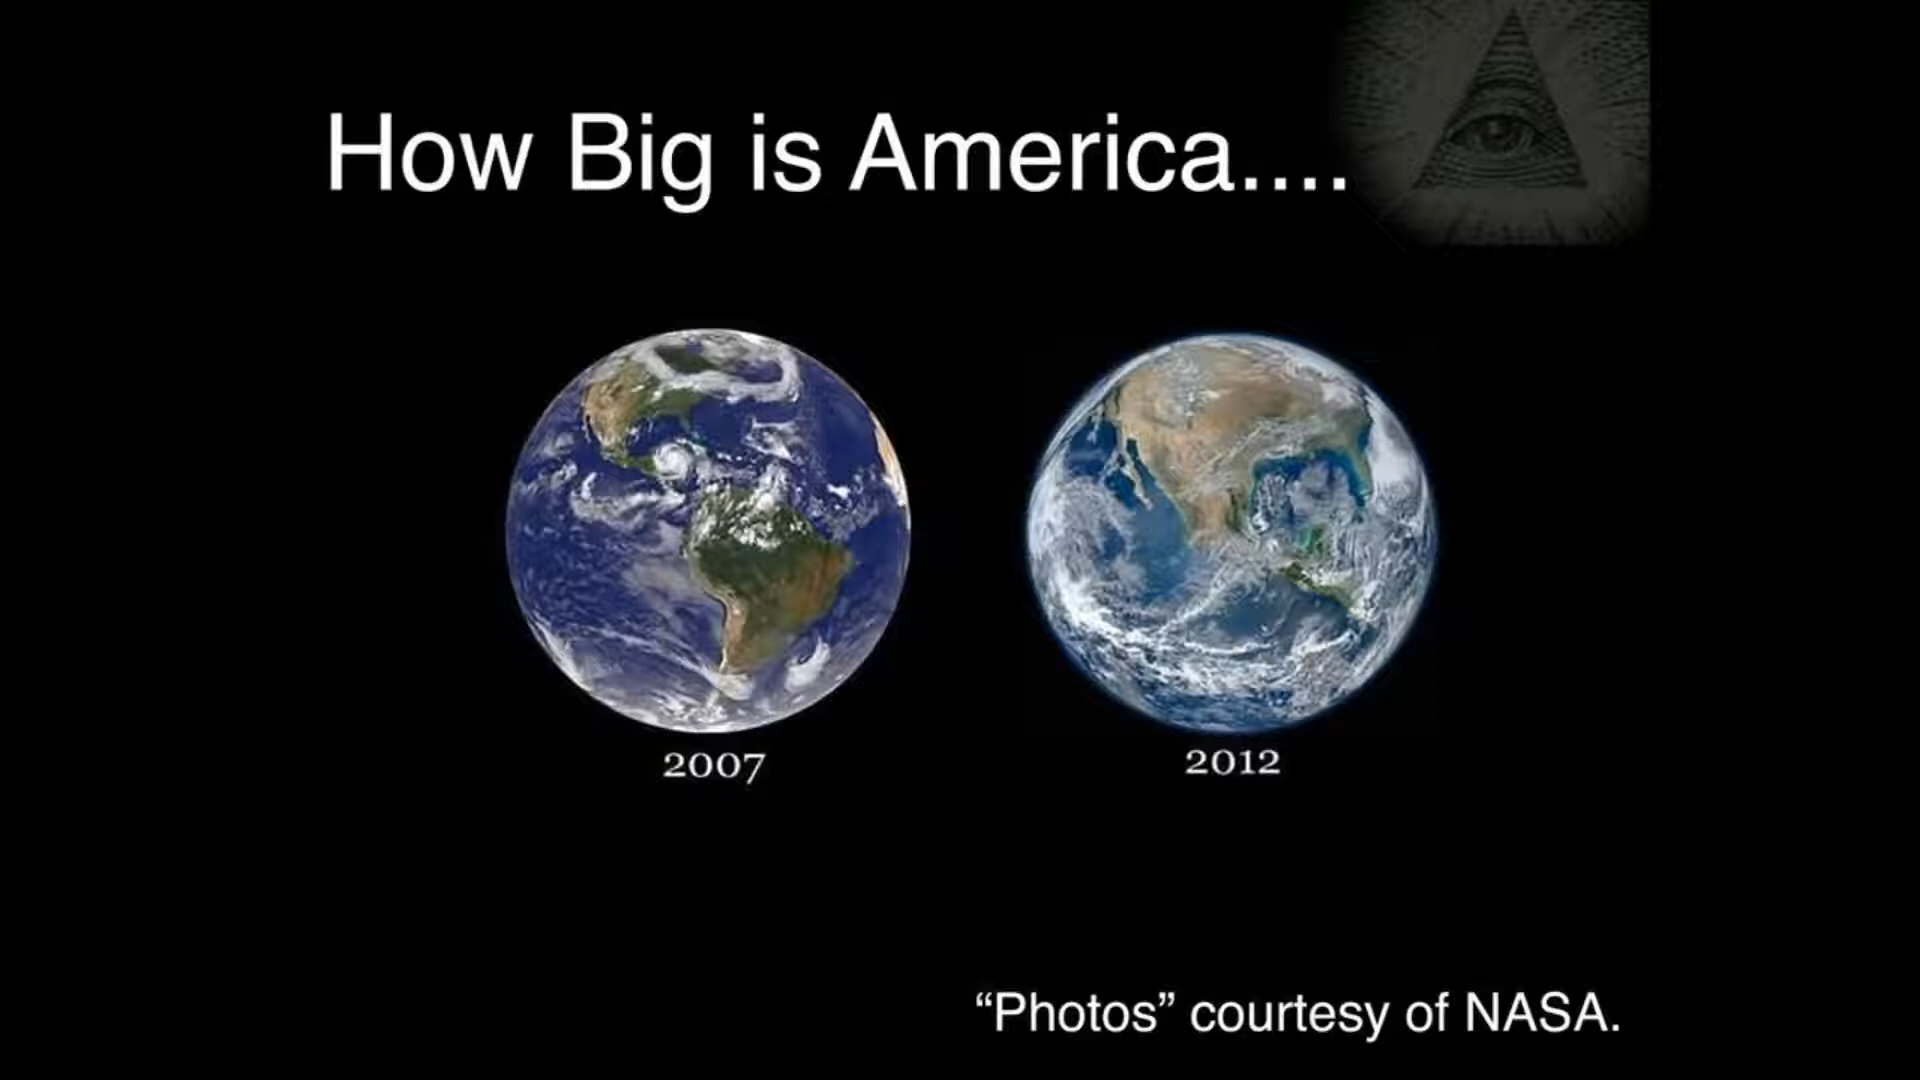 How Big is America....
2007
2012
“Photos” courtesy of NASA.